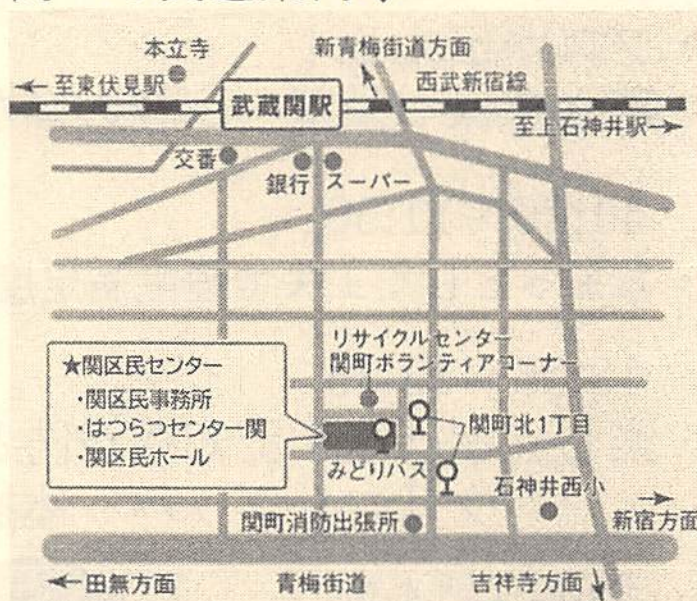 本立寺
新青梅街道方面
←至東伏見駅
西武新宿線
武蔵関駅
至上石神井駅→
交番
銀行
スーパー
リサイクルセンター
関町ボランティアコーナー
★関区民センター
・関区民事務所
・はつらつセンター関
・関区民ホール
関町北1丁目
みどりバス
石神井西小
関町消防出張所
新宿方面
←田無方面
青梅街道
吉祥寺方面